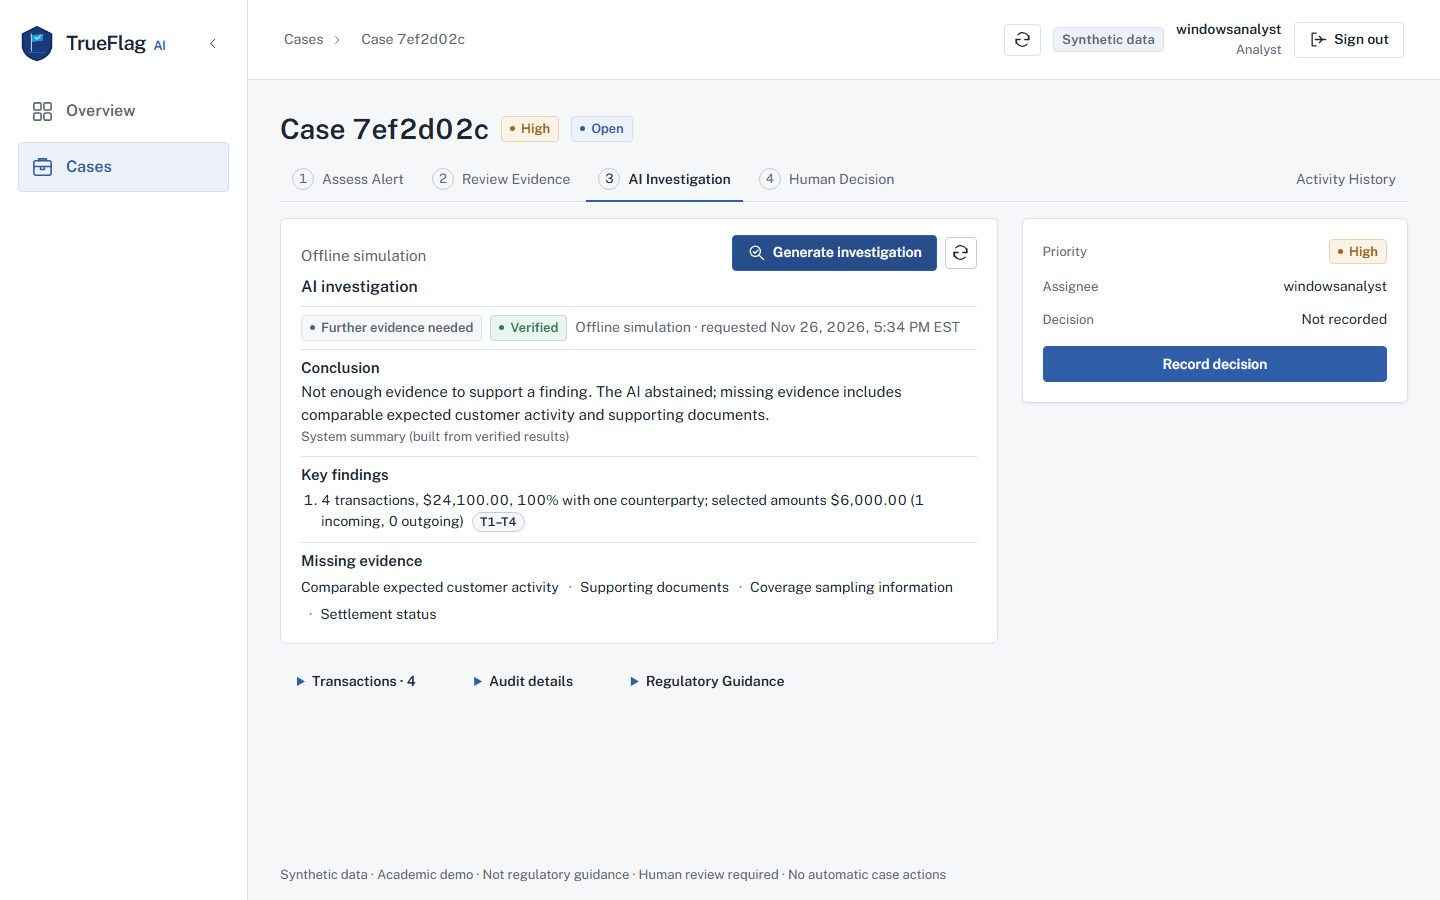 TrueFlag AI
Overview
Cases
Cases
Case 7ef2d02c
Synthetic data
windowsanalyst
Analyst
Sign out
Case 7ef2d02c
High
Open
1 Assess Alert
2 Review Evidence
3 AI Investigation
4 Human Decision
Activity History
Offline simulation
Generate investigation
AI investigation
Further evidence needed
Verified
Offline simulation · requested Nov 26, 2026, 5:34 PM EST
Conclusion
Not enough evidence to support a finding. The AI abstained; missing evidence includes
comparable expected customer activity and supporting documents.
System summary (built from verified results)
Key findings
1. 4 transactions, $24,100.00, 100% with one counterparty; selected amounts $6,000.00 (1
incoming, 0 outgoing) T1–T4
Missing evidence
Comparable expected customer activity · Supporting documents · Coverage sampling information
· Settlement status
Priority
High
Assignee
windowsanalyst
Decision
Not recorded
Record decision
Transactions · 4
Audit details
Regulatory Guidance
Synthetic data · Academic demo · Not regulatory guidance · Human review required · No automatic case actions